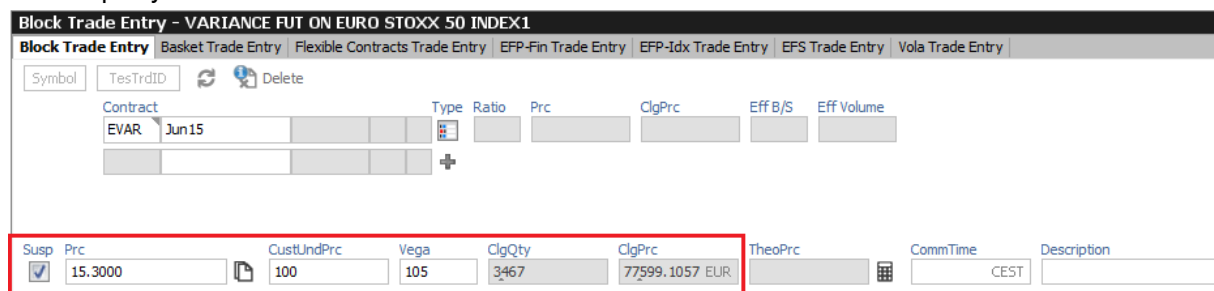 Block Trade Entry - VARIANCE FUT ON EURO STOXX 50 INDEX1
Block Trade Entry Basket Trade Entry Flexible Contracts Trade Entry EFP-Fin Trade Entry EFP-Idx Trade Entry EFS Trade Entry Vola Trade Entry
Symbol TesTrdID Delete
Contract Type Ratio Prc ClgPrc Eff B/S Eff Volume
EVAR Jun15
Susp Prc CustUndPrc Vega ClgQty ClgPrc TheoPrc CommTime Description
15.3000 100 105 3467 77599.1057 EUR CEST